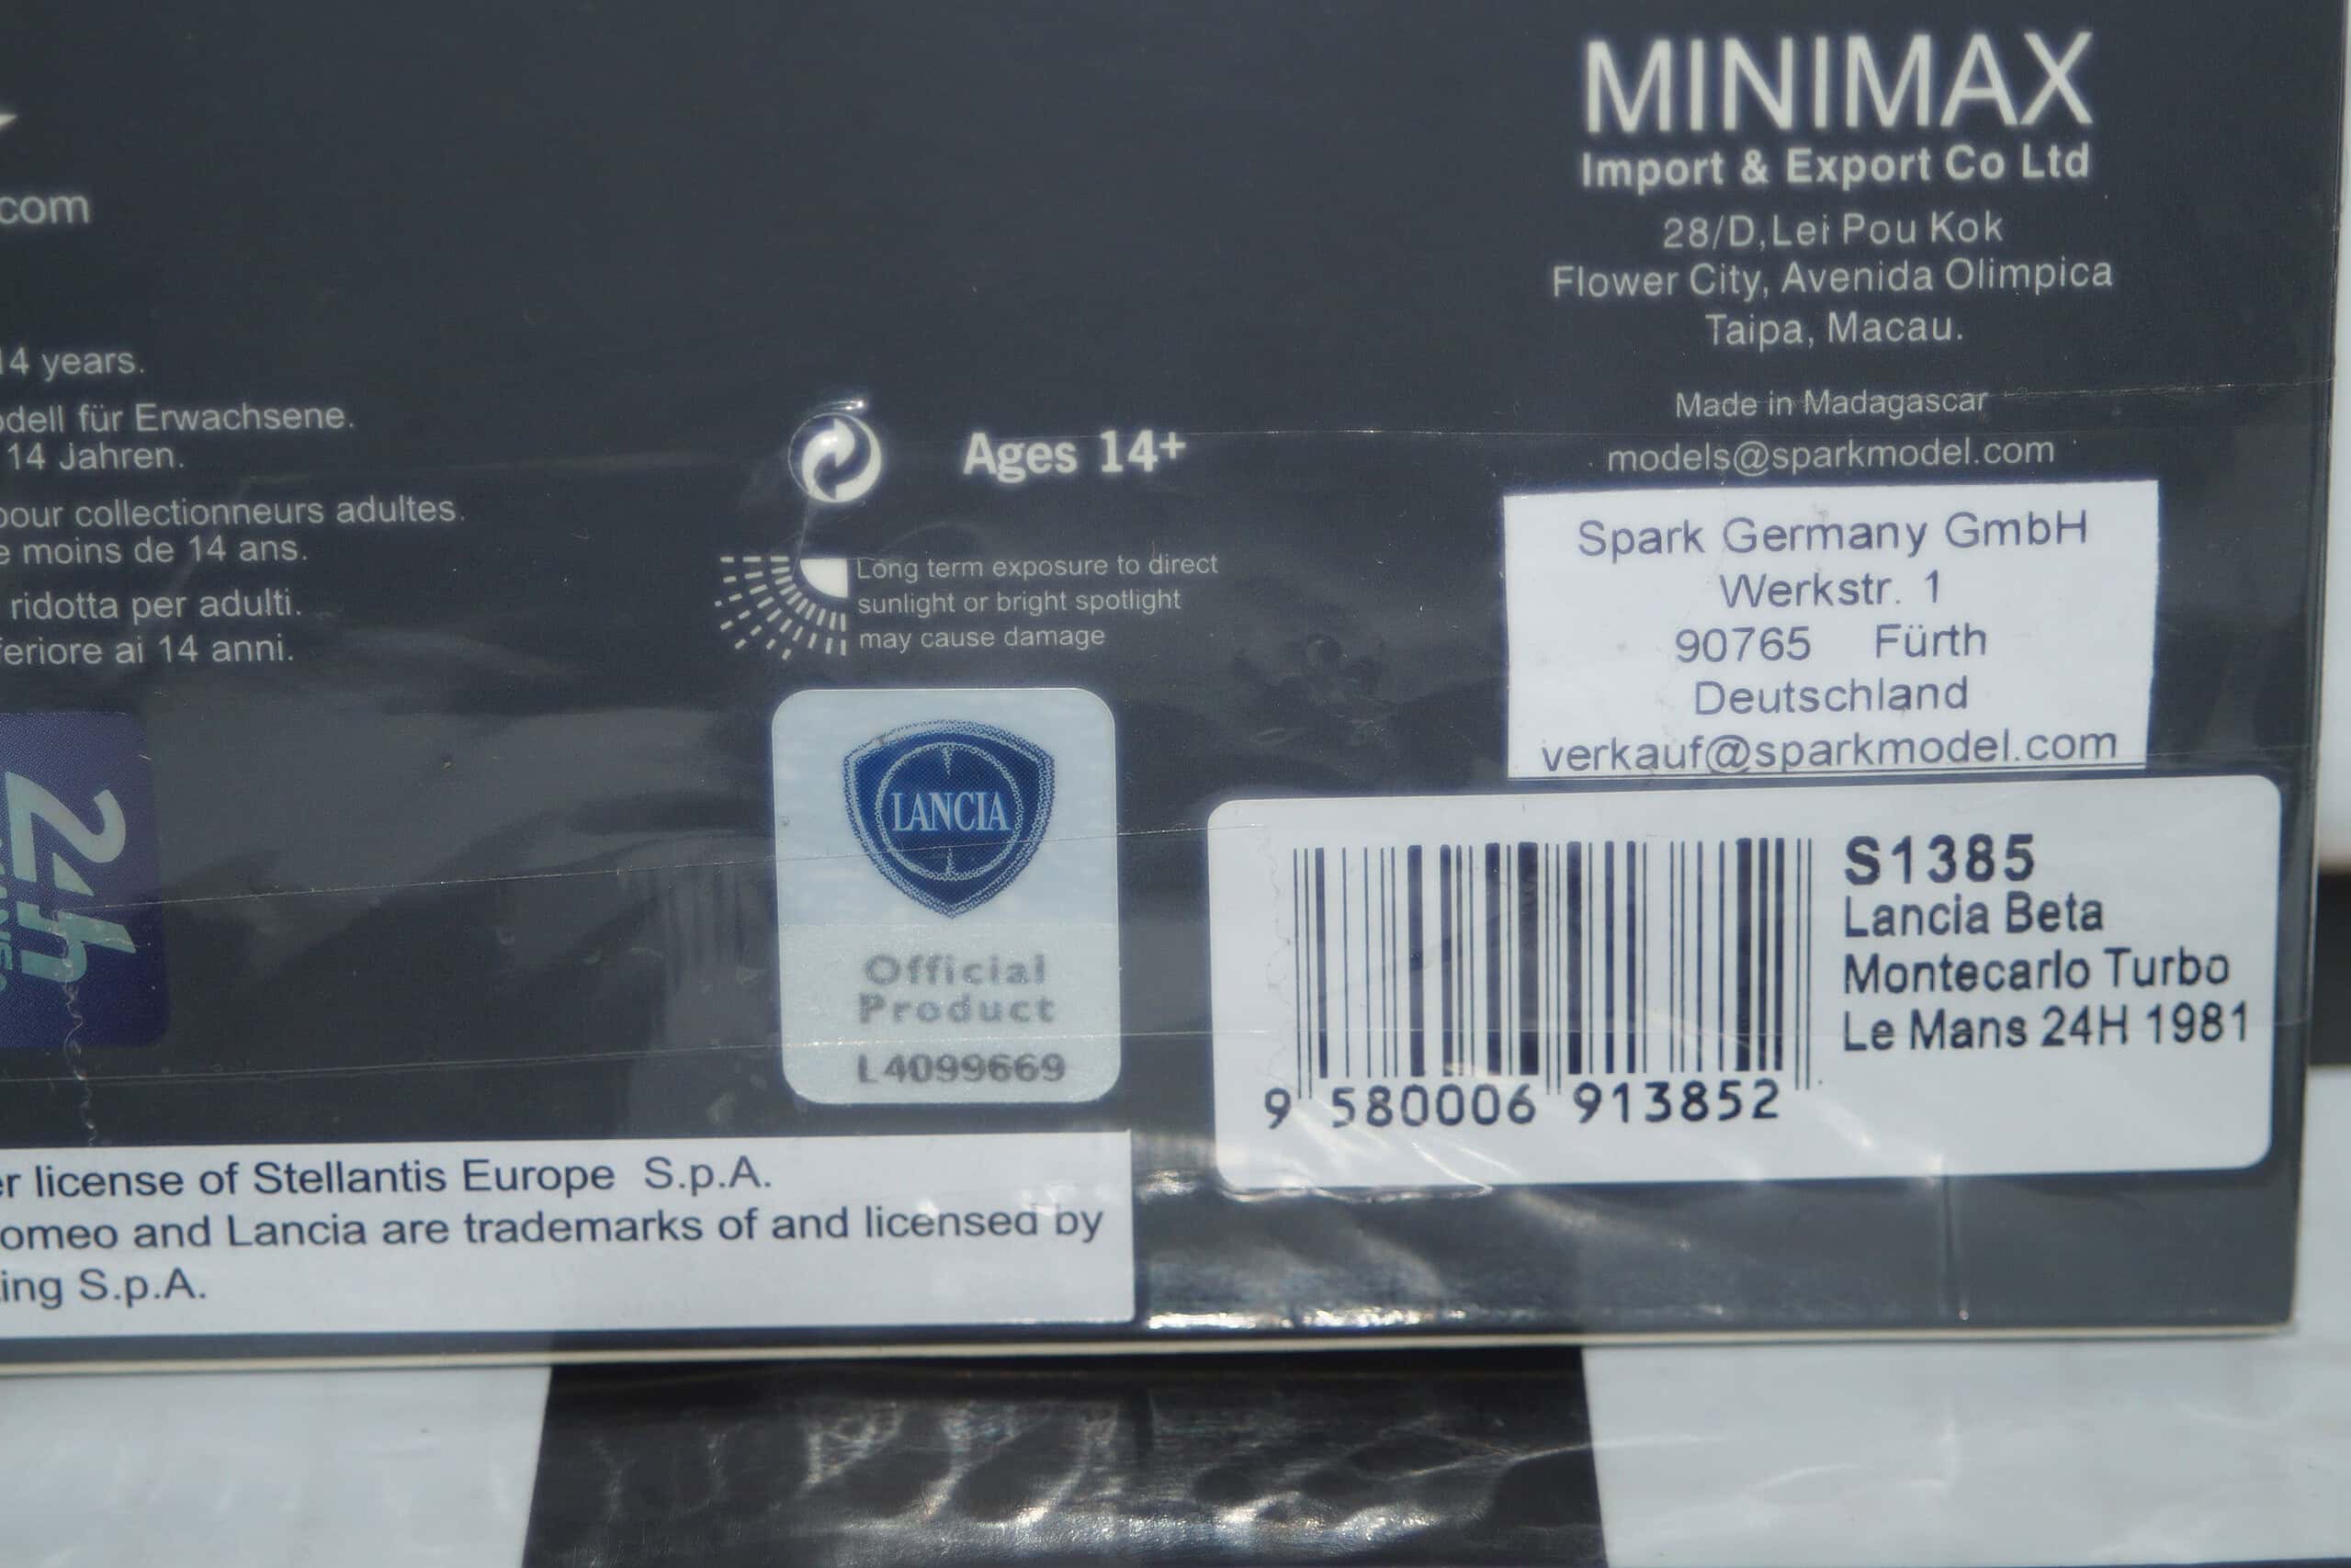 com
14 years.
dell für Erwachsene.
14 Jahren.
pour collectionneurs adultes.
e moins de 14 ans.
ridotta per adulti.
feriore ai 14 anni.
24h
Ages 14+
Long term exposure to direct
sunlight or bright spotlight
may cause damage
LANCIA
Official
Product
L4099669
MINIMAX
Import & Export Co Ltd
28/D,Lei Pou Kok
Flower City, Avenida Olimpica
Taipa, Macau.
Made in Madagascar
models@sparkmodel.com
Spark Germany GmbH
Werkstr. 1
90765 Fürth
Deutschland
verkauf@sparkmodel.com
S1385
Lancia Beta
Montecarlo Turbo
Le Mans 24H 1981
9 580006 913852
er license of Stellantis Europe S.p.A.
omeo and Lancia are trademarks of and licensed by
ing S.p.A.